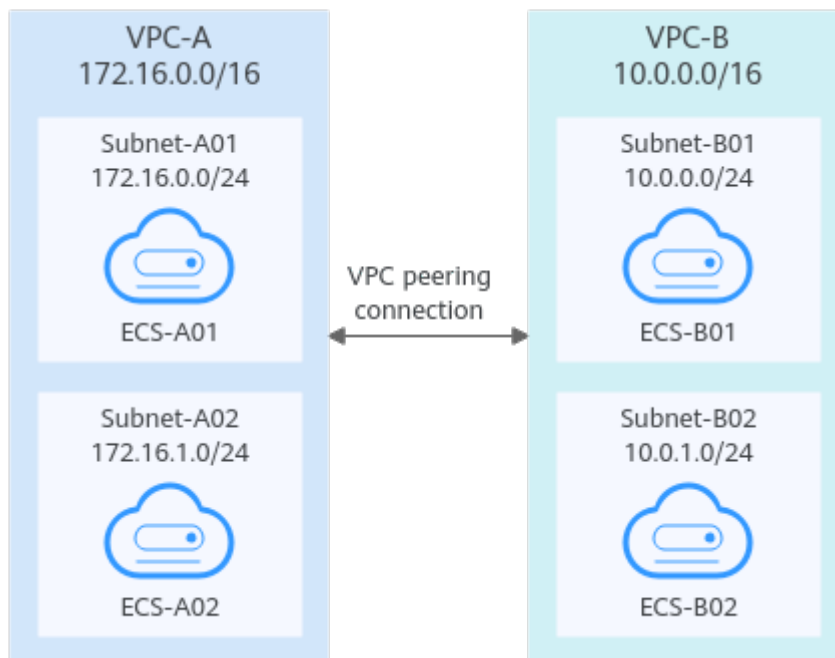 VPC-A
172.16.0.0/16
Subnet-A01
172.16.0.0/24
ECS-A01
Subnet-A02
172.16.1.0/24
ECS-A02
VPC peering
connection
VPC-B
10.0.0.0/16
Subnet-B01
10.0.0.0/24
ECS-B01
Subnet-B02
10.0.1.0/24
ECS-B02